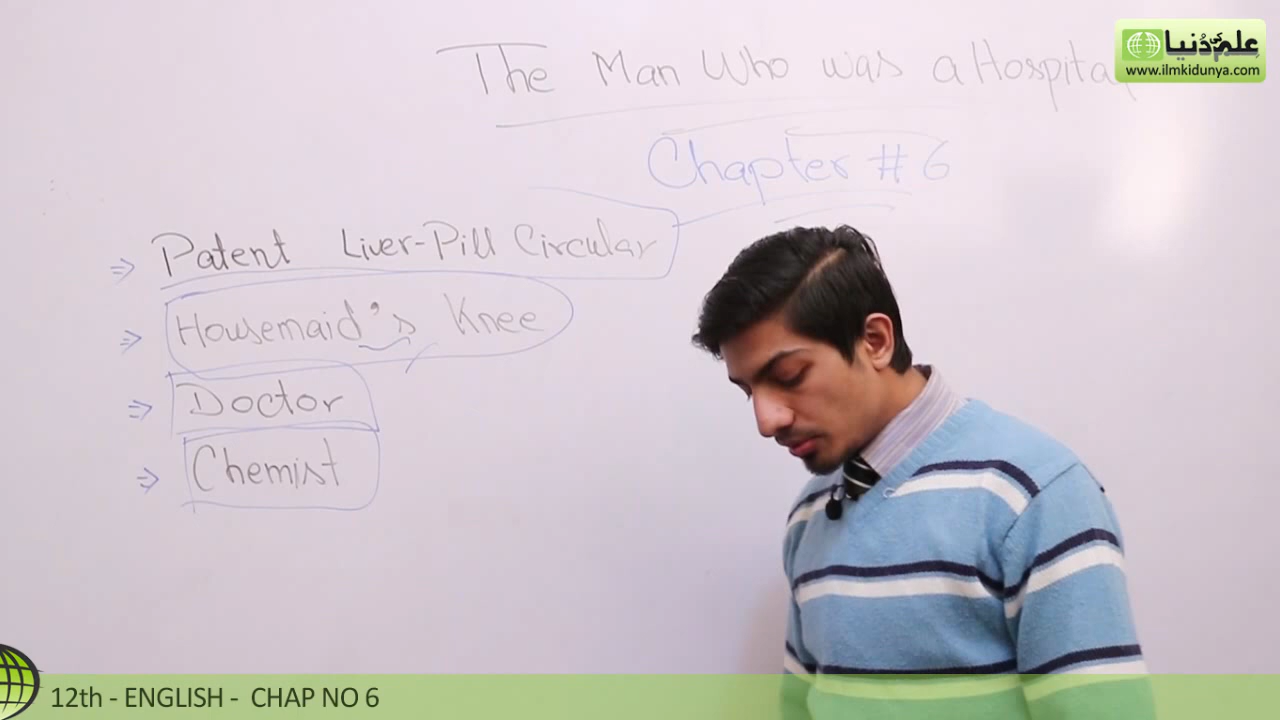 The Man Who was a Hospital
علم کی دُنیا
www.ilmkidunya.com
Chapter # 6
⇒ Patent Liver-Pill Circular
⇒ Housemaid's Knee
⇒ Doctor
⇒ Chemist
12th - ENGLISH - CHAP NO 6